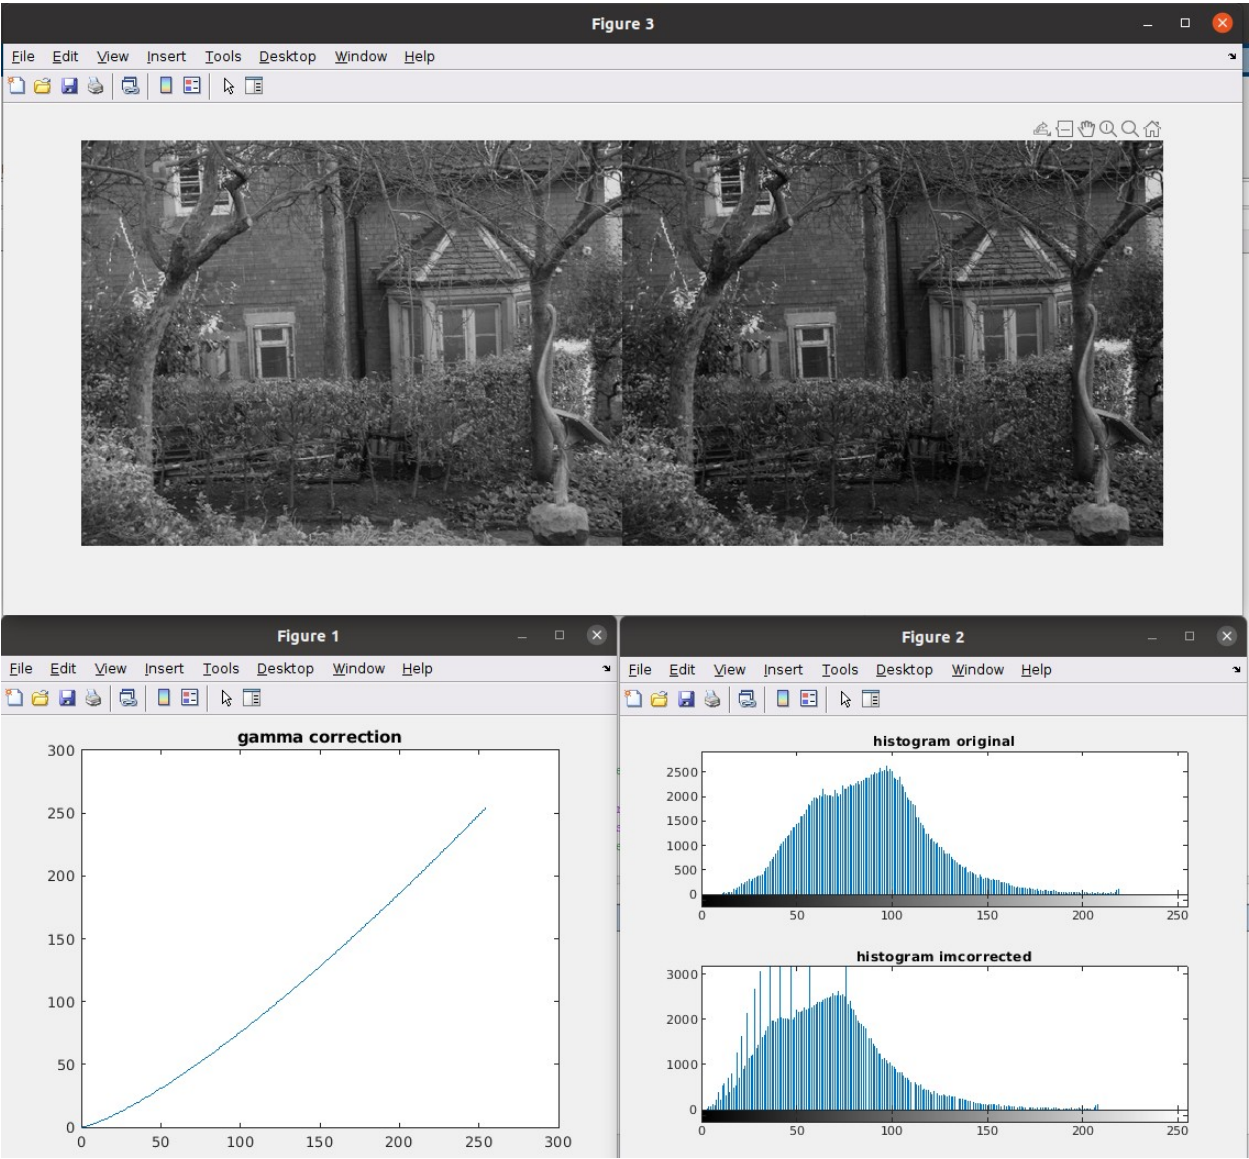 Figure 3
File Edit View Insert Tools Desktop Window Help
Figure 1
File Edit View Insert Tools Desktop Window Help
gamma correction
300
250
200
150
100
50
0
0 50 100 150 200 250 300
Figure 2
File Edit View Insert Tools Desktop Window Help
histogram original
2500
2000
1500
1000
500
0
0 50 100 150 200 250
histogram imcorrected
3000
2000
1000
0
0 50 100 150 200 250